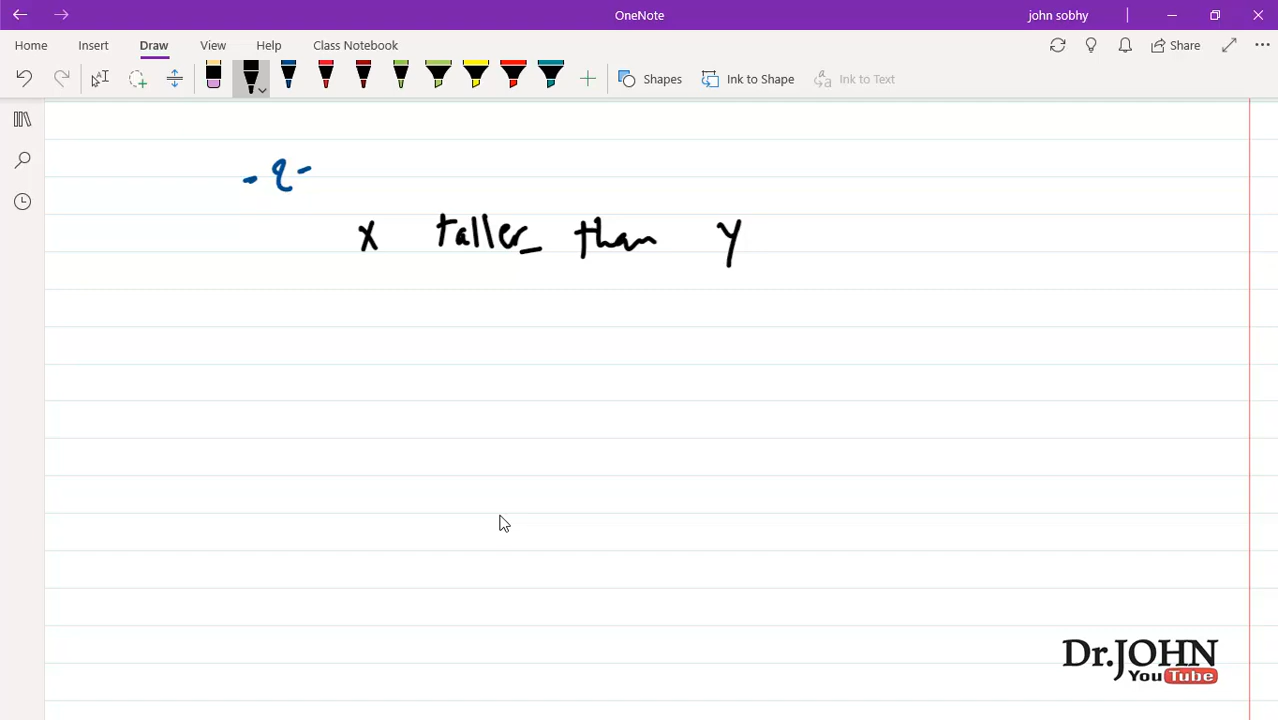 OneNote
john sobhy
Home Insert Draw View Help Class Notebook Share
Shapes Ink to Shape Ink to Text
x taller than y
Dr.JOHN
YouTube